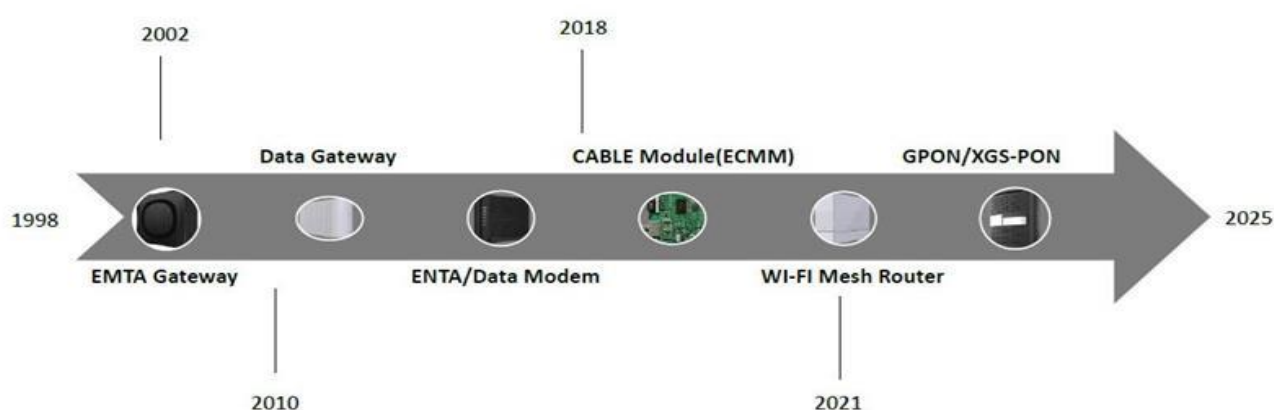 2002
2018
Data Gateway
CABLE Module(ECMM)
GPON/XGS-PON
1998
2025
EMTA Gateway
ENTA/Data Modem
WI-FI Mesh Router
2010
2021